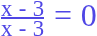 x - 3
x - 3 = 0